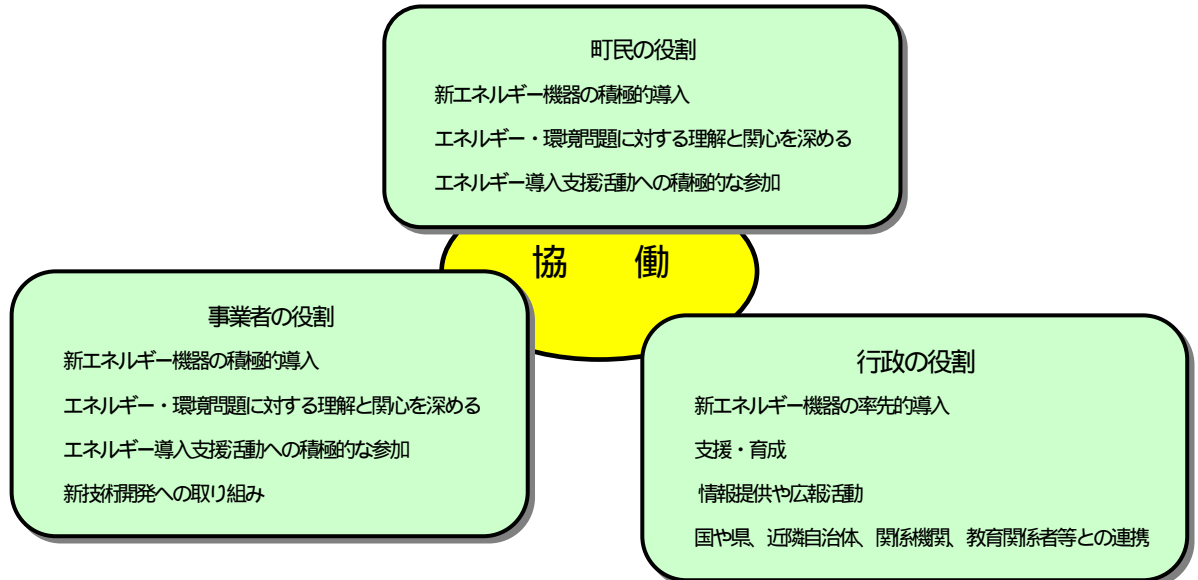 町民の役割
新エネルギー機器の積極的導入
エネルギー・環境問題に対する理解と関心を深める
エネルギー導入支援活動への積極的な参加
協　働
事業者の役割
新エネルギー機器の積極的導入
エネルギー・環境問題に対する理解と関心を深める
エネルギー導入支援活動への積極的な参加
新技術開発への取り組み
行政の役割
新エネルギー機器の率先的導入
支援・育成
情報提供や広報活動
国や県、近隣自治体、関係機関、教育関係者等との連携